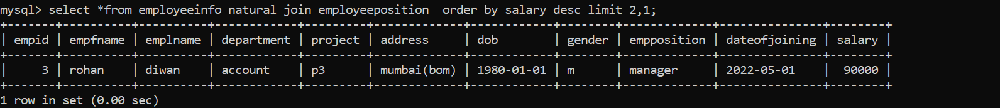 mysql> select *from employeeinfo natural join employeeposition  order by salary desc limit 2,1;
+-------+----------+----------+------------+---------+-------------+------------+--------+-------------+---------------+--------+
| empid | empfname | emplname | department | project | address     | dob        | gender | empposition | dateofjoining | salary |
+-------+----------+----------+------------+---------+-------------+------------+--------+-------------+---------------+--------+
|     3 | rohan    | diwan    | account    | p3      | mumbai(bom) | 1980-01-01 | m      | manager     | 2022-05-01    |  90000 |
+-------+----------+----------+------------+---------+-------------+------------+--------+-------------+---------------+--------+
1 row in set (0.00 sec)